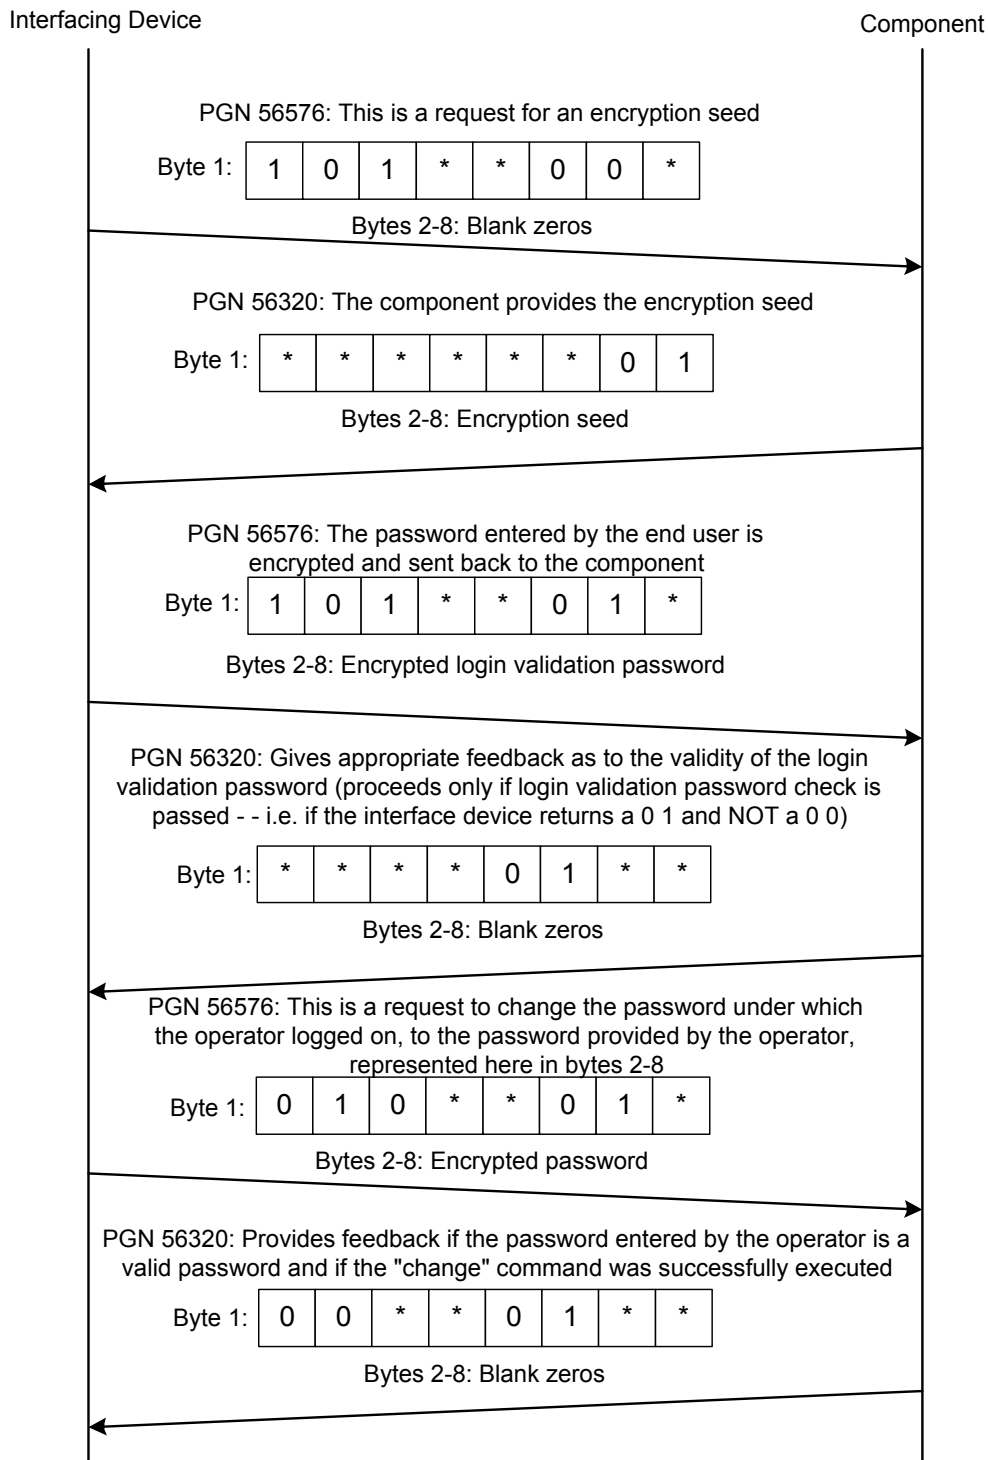 Interfacing Device
Component
PGN 56576: This is a request for an encryption seed
Byte 1: 1 0 1 * * 0 0 *
Bytes 2-8: Blank zeros
PGN 56320: The component provides the encryption seed
Byte 1: * * * * * * 0 1
Bytes 2-8: Encryption seed
PGN 56576: The password entered by the end user is
encrypted and sent back to the component
Byte 1: 1 0 1 * * 0 1 *
Bytes 2-8: Encrypted login validation password
PGN 56320: Gives appropriate feedback as to the validity of the login
validation password (proceeds only if login validation password check is
passed - - i.e. if the interface device returns a 0 1 and NOT a 0 0)
Byte 1: * * * * 0 1 * *
Bytes 2-8: Blank zeros
PGN 56576: This is a request to change the password under which
the operator logged on, to the password provided by the operator,
represented here in bytes 2-8
Byte 1: 0 1 0 * * 0 1 *
Bytes 2-8: Encrypted password
PGN 56320: Provides feedback if the password entered by the operator is a
valid password and if the "change" command was successfully executed
Byte 1: 0 0 * * 0 1 * *
Bytes 2-8: Blank zeros